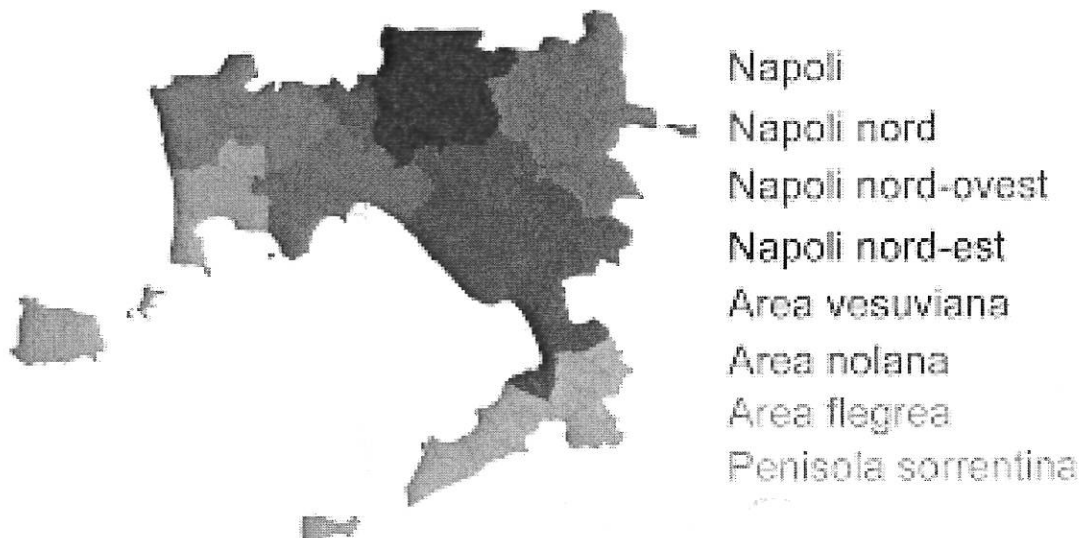 Napoli
Napoli nord
Napoli nord-ovest
Napoli nord-est
Area vesuviana
Area nolana
Area flegrea
Penisola sorrentina